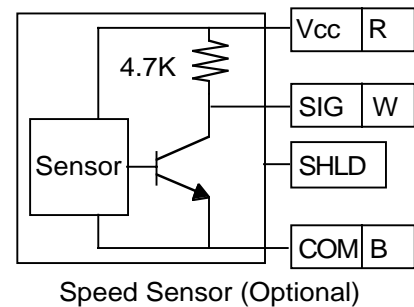 Vcc R
4.7K
SIG W
Sensor
SHLD
COM B
Speed Sensor (Optional)